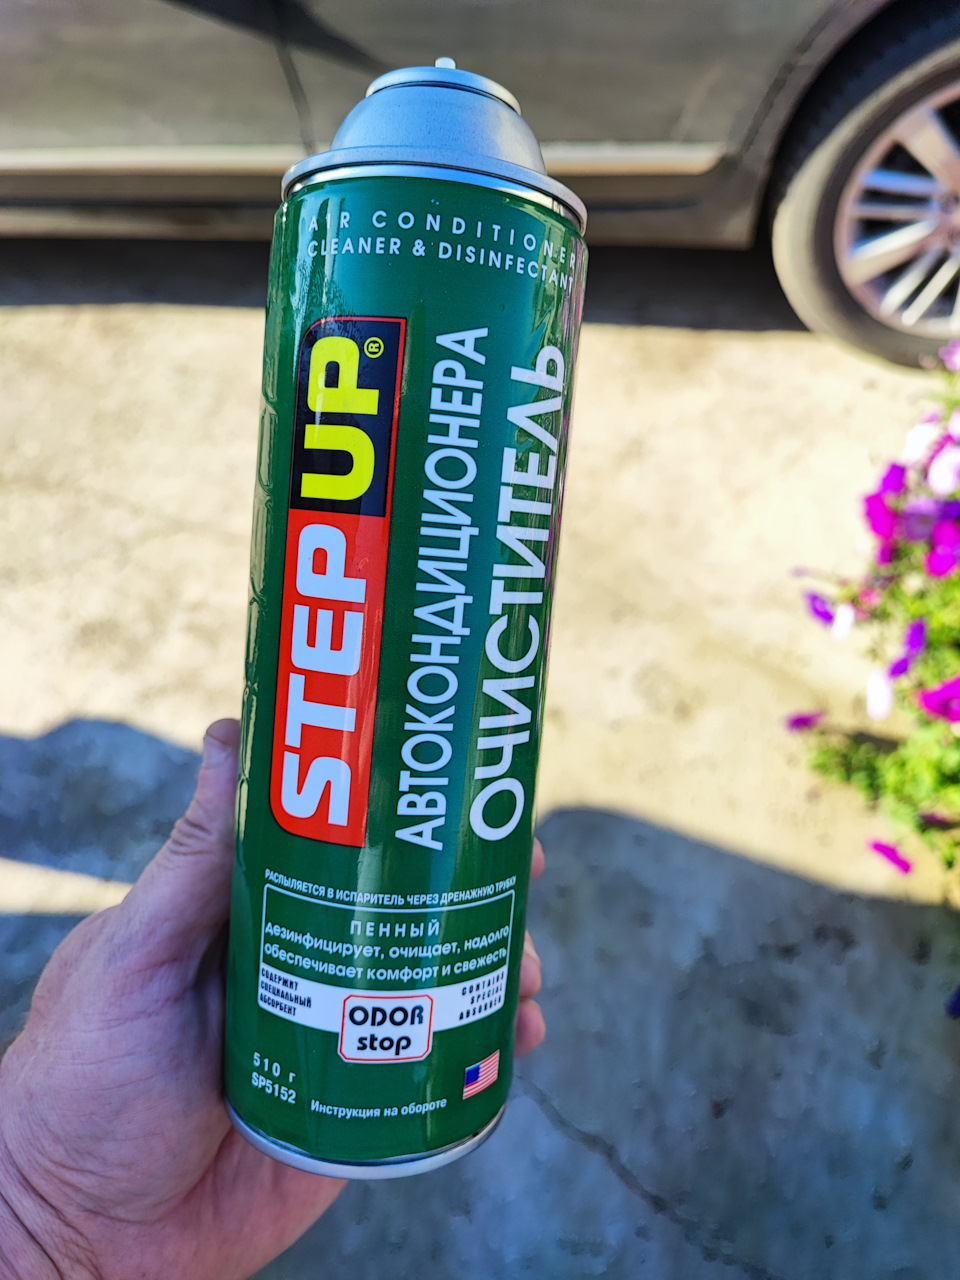 AIR CONDITIONER
CLEANER & DISINFECTANT
STEP UP®
АВТОКОНДИЦИОНЕРА
ОЧИСТИТЕЛЬ
РАСПЫЛЯЕТСЯ В ИСПАРИТЕЛЬ ЧЕРЕЗ ДРЕНАЖНУЮ ТРУБКУ
ПЕННЫЙ
дезинфицирует, очищает, надолго
обеспечивает комфорт и свежесть
СОДЕРЖИТ
СПЕЦИАЛЬНЫЙ
АБСОРБЕНТ
ODOR
stop
CONTAINS
SPECIAL
ABSORBER
510 г
SP5152
Инструкция на обороте